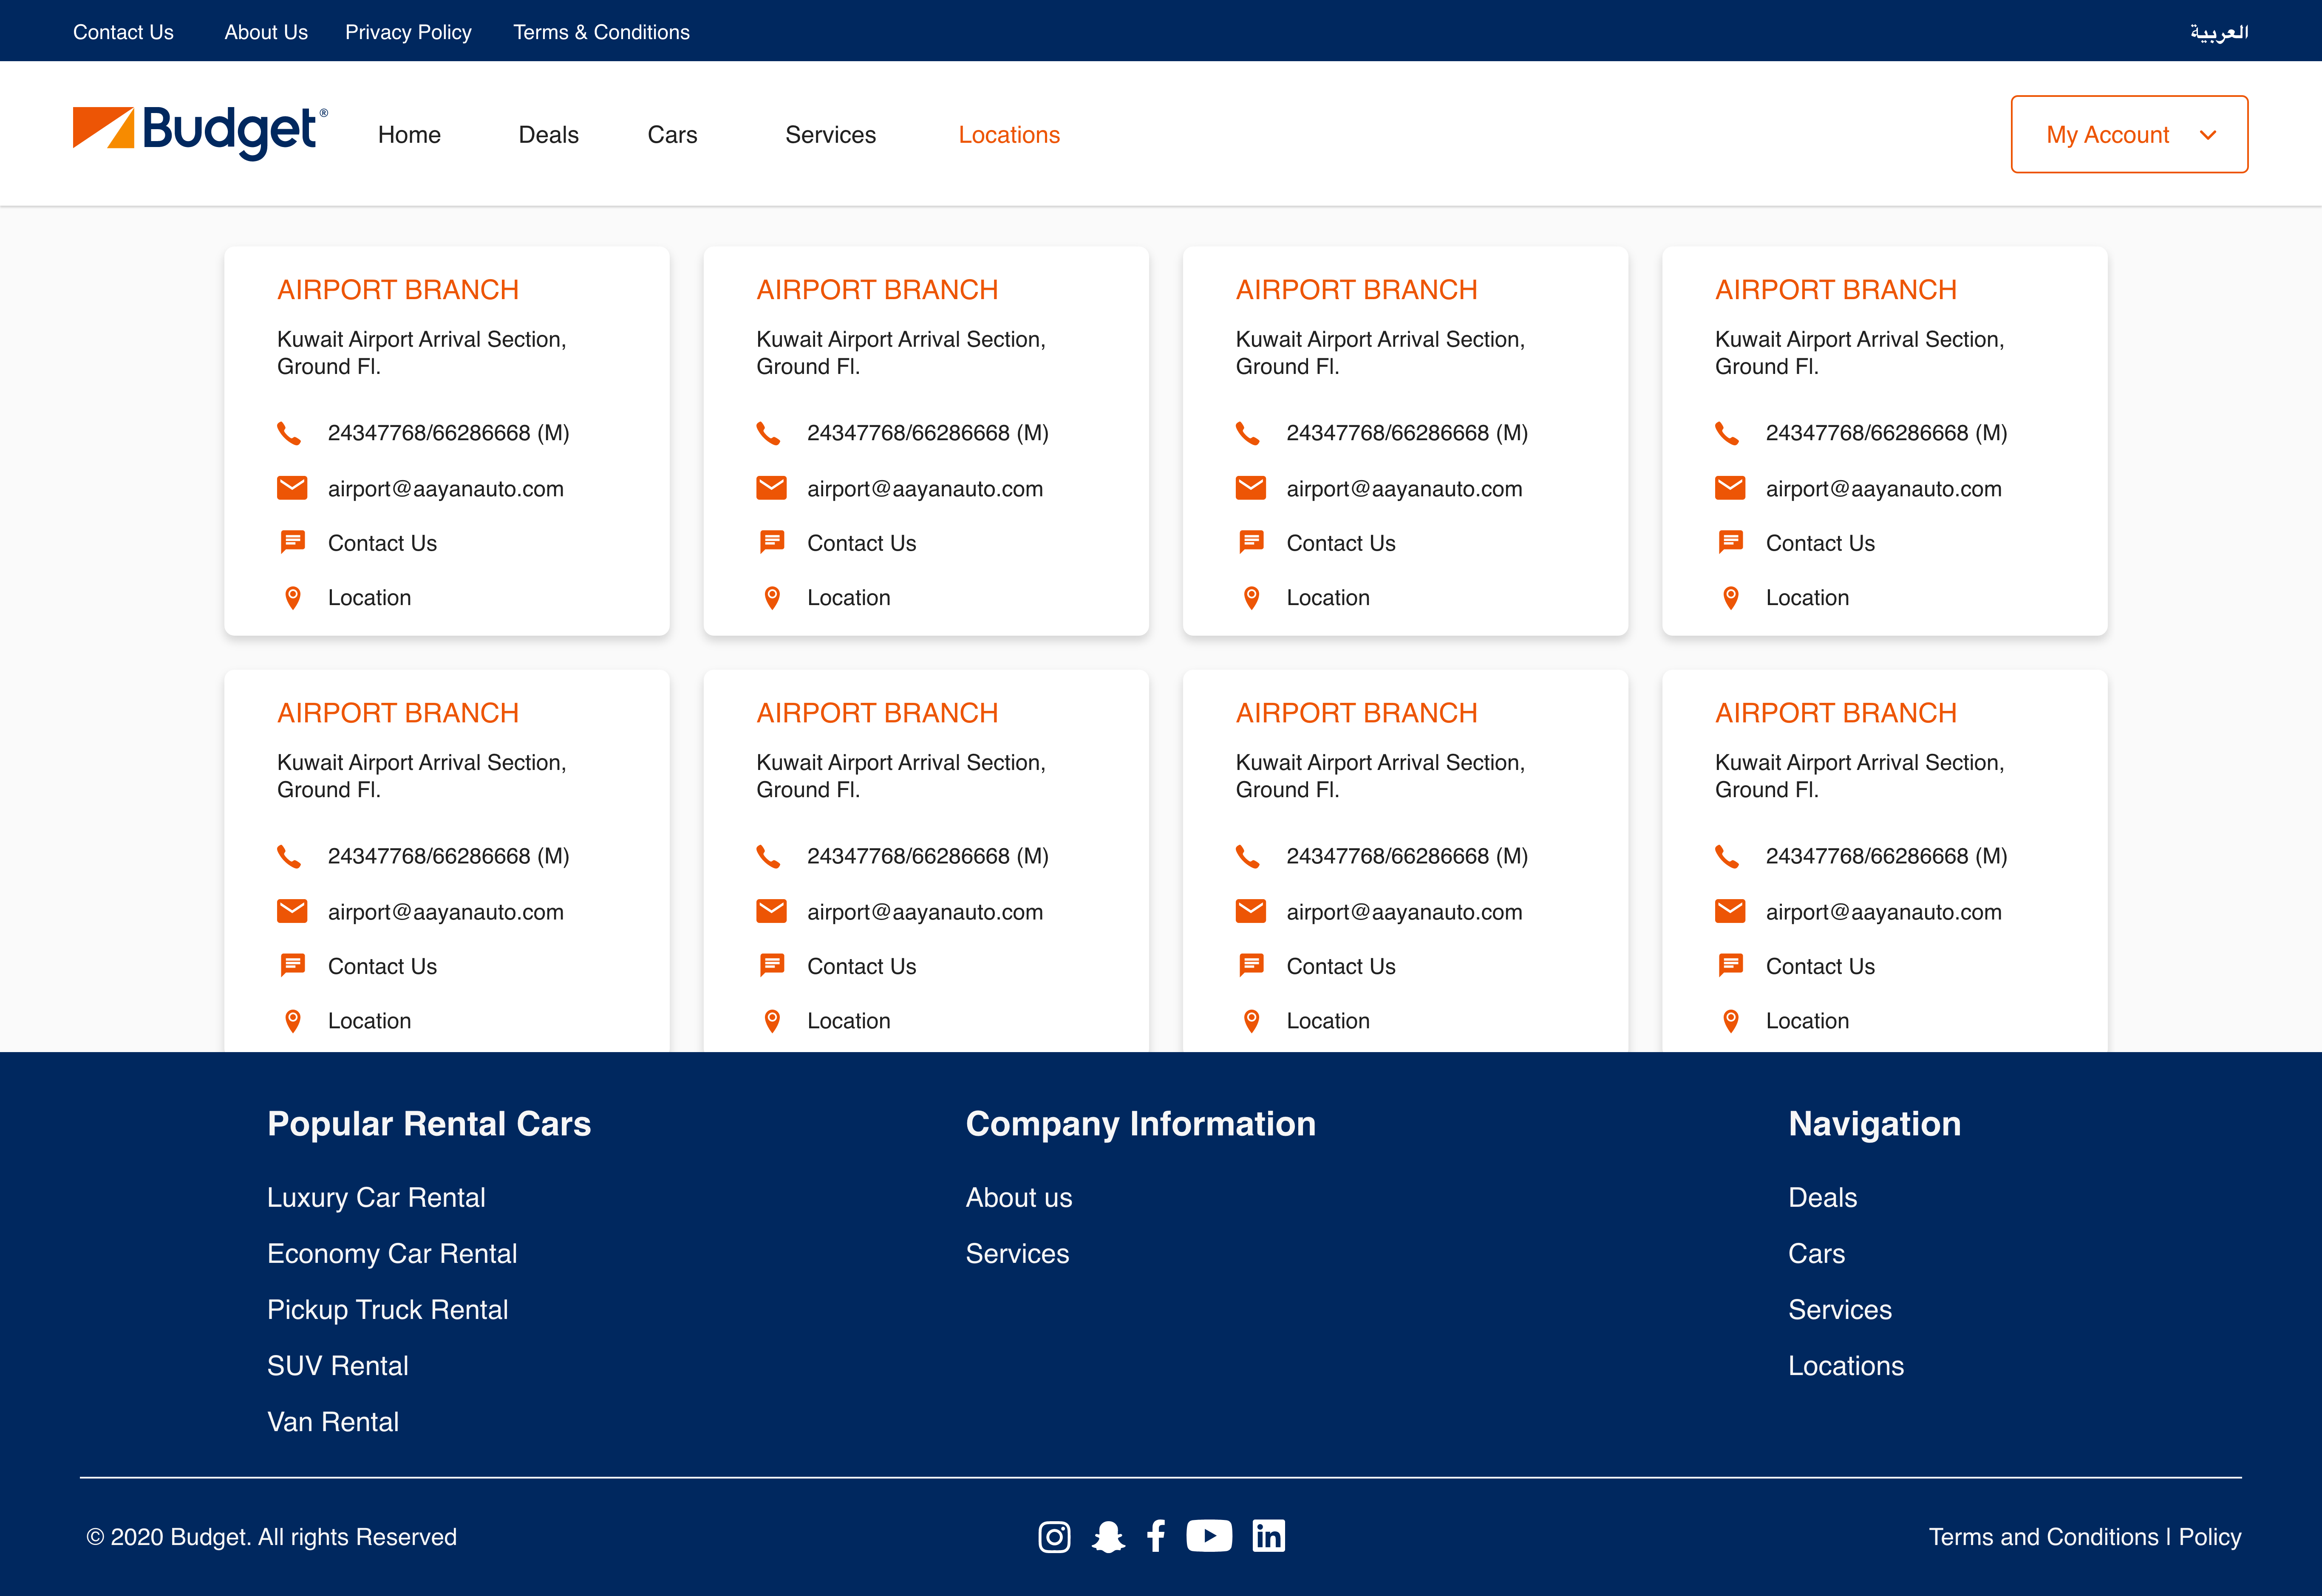 Contact Us About Us Privacy Policy Terms & Conditions العربية
Budget® Home Deals Cars Services Locations My Account
AIRPORT BRANCH AIRPORT BRANCH AIRPORT BRANCH AIRPORT BRANCH
Kuwait Airport Arrival Section, Kuwait Airport Arrival Section, Kuwait Airport Arrival Section, Kuwait Airport Arrival Section,
Ground Fl. Ground Fl. Ground Fl. Ground Fl.
24347768/66286668 (M) 24347768/66286668 (M) 24347768/66286668 (M) 24347768/66286668 (M)
airport@aayanauto.com airport@aayanauto.com airport@aayanauto.com airport@aayanauto.com
Contact Us Contact Us Contact Us Contact Us
Location Location Location Location
AIRPORT BRANCH AIRPORT BRANCH AIRPORT BRANCH AIRPORT BRANCH
Kuwait Airport Arrival Section, Kuwait Airport Arrival Section, Kuwait Airport Arrival Section, Kuwait Airport Arrival Section,
Ground Fl. Ground Fl. Ground Fl. Ground Fl.
24347768/66286668 (M) 24347768/66286668 (M) 24347768/66286668 (M) 24347768/66286668 (M)
airport@aayanauto.com airport@aayanauto.com airport@aayanauto.com airport@aayanauto.com
Contact Us Contact Us Contact Us Contact Us
Location Location Location Location
Popular Rental Cars Company Information Navigation
Luxury Car Rental About us Deals
Economy Car Rental Services Cars
Pickup Truck Rental Services
SUV Rental Locations
Van Rental
© 2020 Budget. All rights Reserved Terms and Conditions | Policy